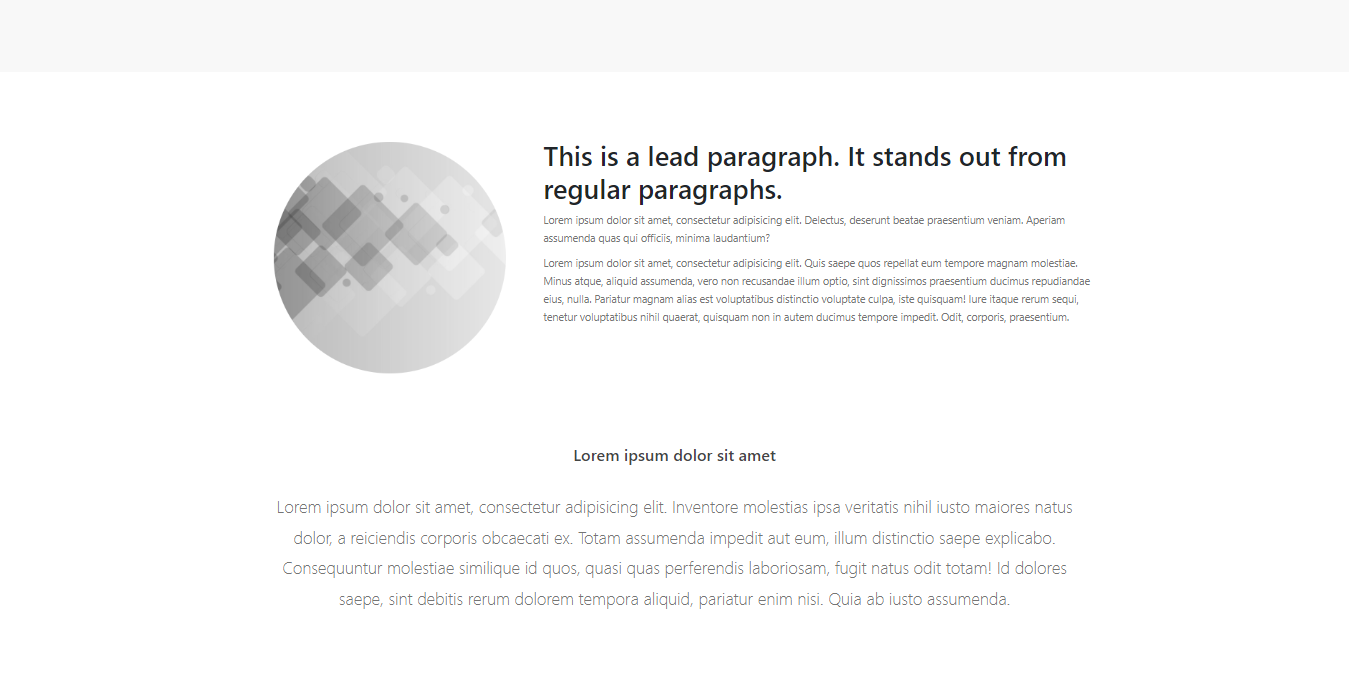 This is a lead paragraph. It stands out from
regular paragraphs.
Lorem ipsum dolor sit amet, consectetur adipisicing elit. Delectus, deserunt beatae praesentium veniam. Aperiam
assumenda quas qui officiis, minima laudantium?
Lorem ipsum dolor sit amet, consectetur adipisicing elit. Quis saepe quos repellat eum tempore magnam molestiae.
Minus atque, aliquid assumenda, vero non recusandae illum optio, sint dignissimos praesentium ducimus repudiandae
eius, nulla. Pariatur magnam alias est voluptatibus distinctio voluptate culpa, iste quisquam! Iure itaque rerum sequi,
tenetur voluptatibus nihil quaerat, quisquam non in autem ducimus tempore impedit. Odit, corporis, praesentium.
Lorem ipsum dolor sit amet
Lorem ipsum dolor sit amet, consectetur adipisicing elit. Inventore molestias ipsa veritatis nihil iusto maiores natus
dolor, a reiciendis corporis obcaecati ex. Totam assumenda impedit aut eum, illum distinctio saepe explicabo.
Consequuntur molestiae similique id quos, quasi quas perferendis laboriosam, fugit natus odit totam! Id dolores
saepe, sint debitis rerum dolorem tempora aliquid, pariatur enim nisi. Quia ab iusto assumenda.